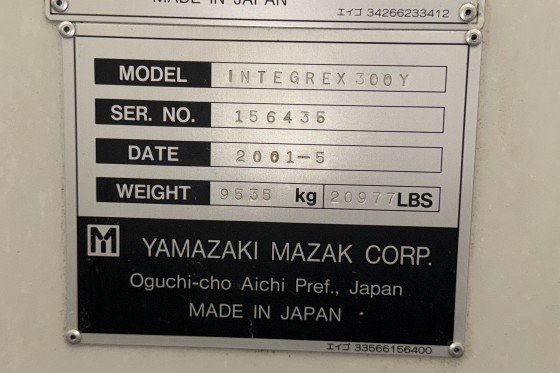 MADE IN JAPAN
エイゴ 34266233412
MODEL INTEGREX 300Y
SER. NO. 156436
DATE 2001-5
WEIGHT 9535 kg 20977 LBS
M YAMAZAKI MAZAK CORP.
Oguchi-cho Aichi Pref., Japan
MADE IN JAPAN
エイゴ 33566156400